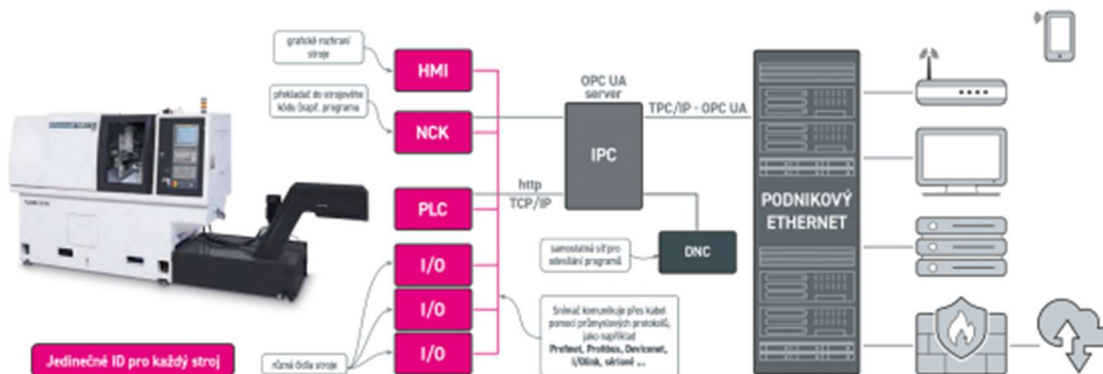 grafické rozhraní
stroje
HMI
překladač do strojového
kódu (např. programa
NCK
PLC
I/O
I/O
I/O
různá čidla stroje
Jedinečné ID pro každý stroj
OPC UA
server
IPC
TPC/IP - OPC UA
http
TCP/IP
samostatná síť pro
odesílání programů
DNC
Snímač komunikuje přes kabel
pomocí průmyslových protokolů,
jako například
Profinet, Profibus, Devicenet,
I/Olink, sériově ...
PODNIKOVÝ
ETHERNET